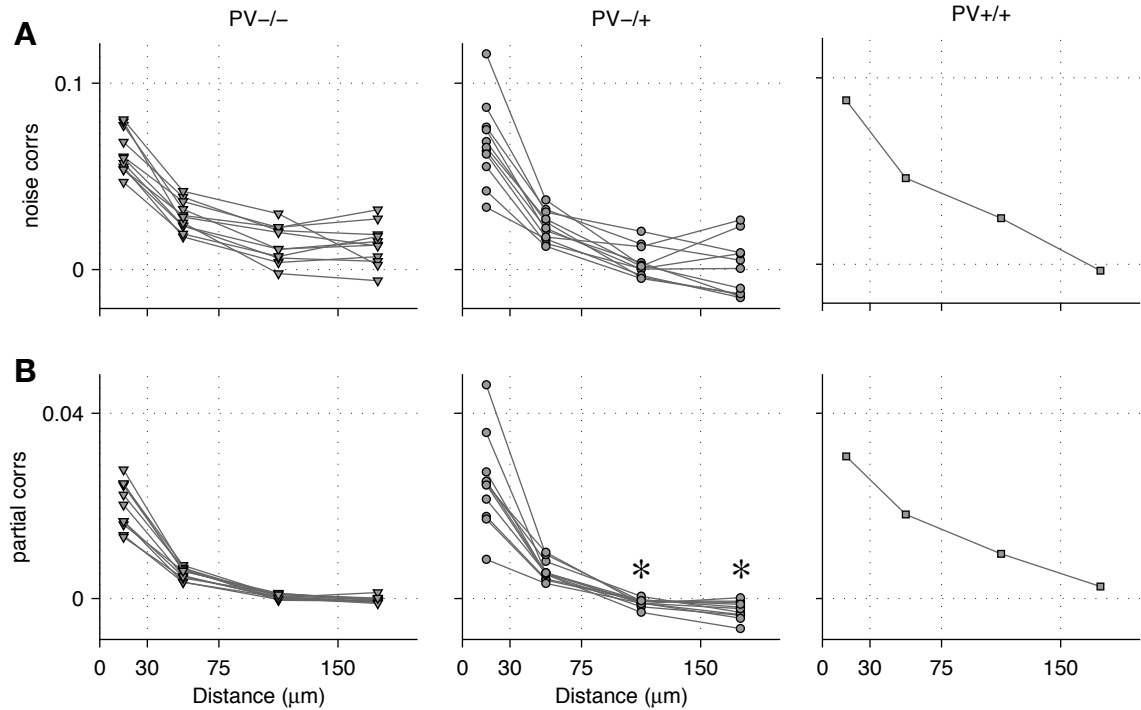 PV−/− PV−/+ PV+/+
A
0.1
noise corrs
0
B
0.04
partial corrs
* *
0
0 30 75 150 0 30 75 150 0 30 75 150
Distance (μm) Distance (μm)